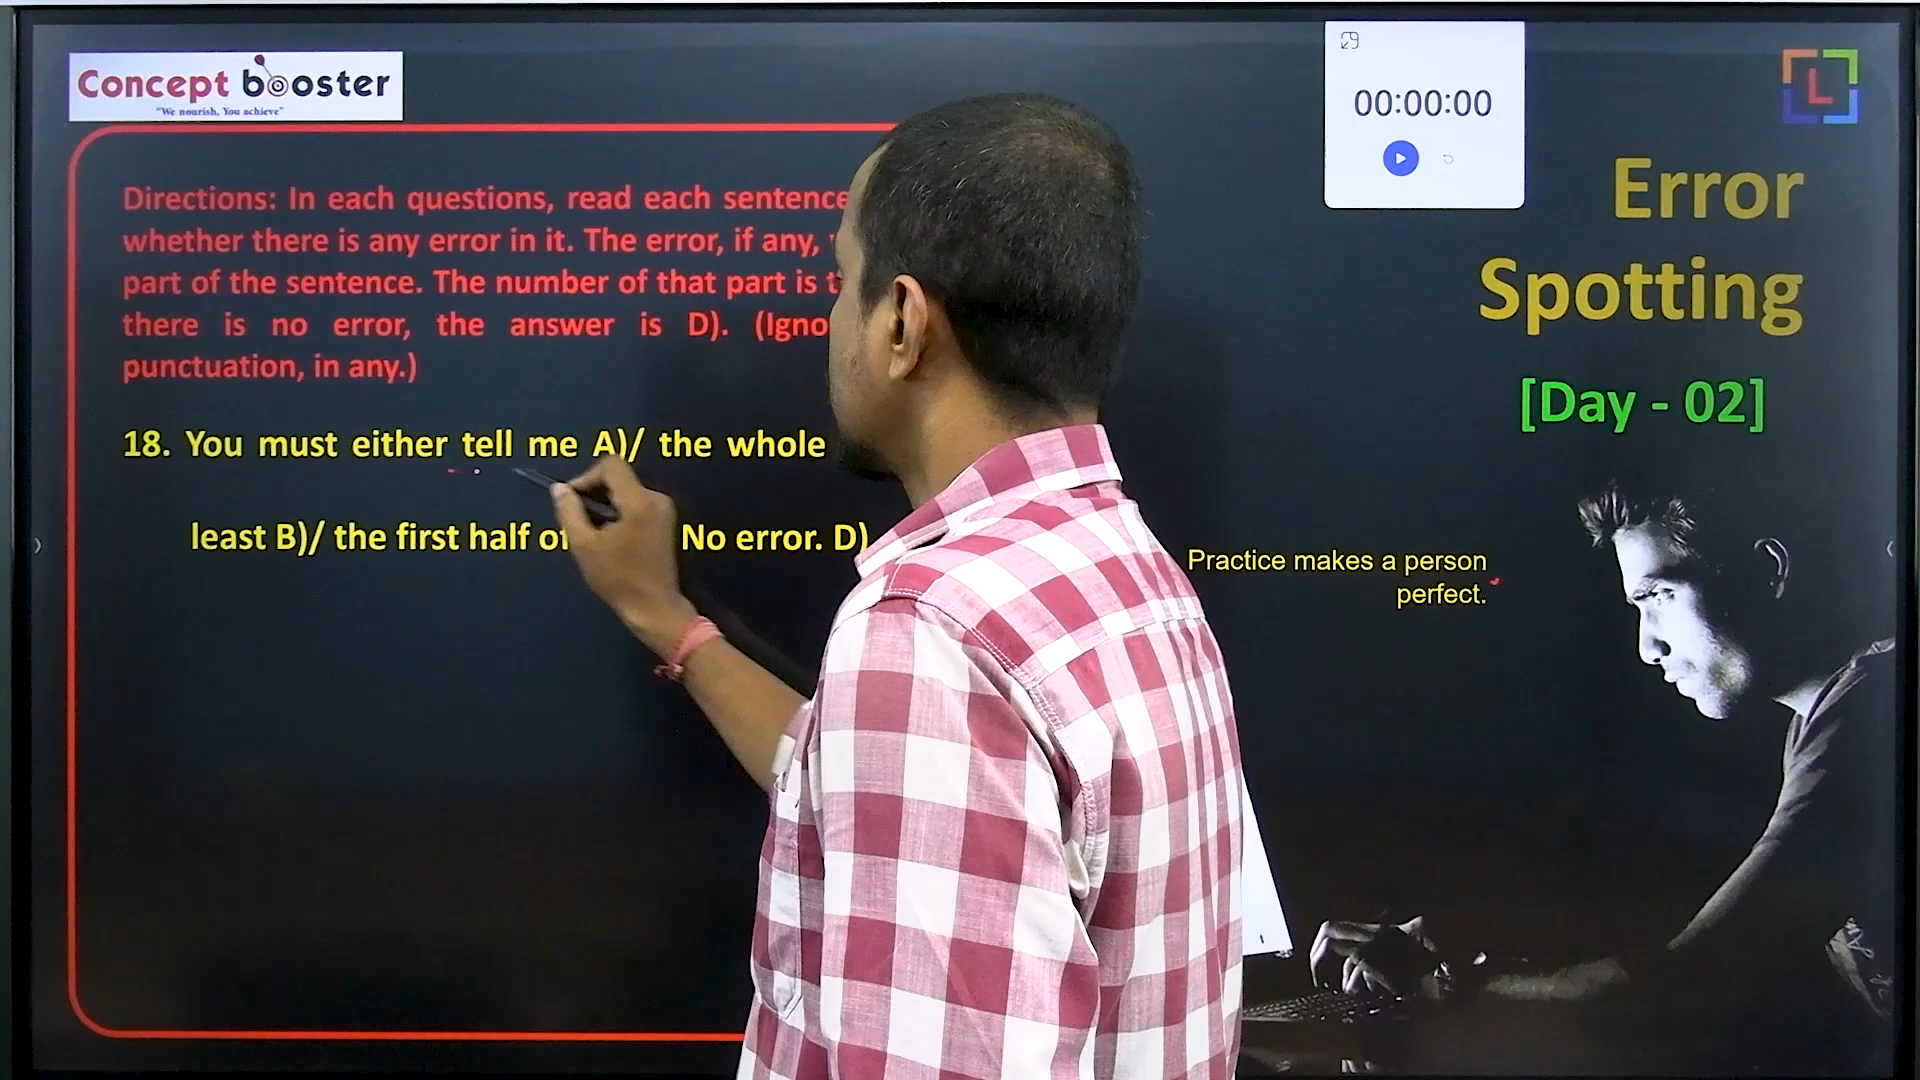 Concept booster
"We nourish, You achieve"
00:00:00
L
Error
Spotting
[Day - 02]
Directions: In each questions, read each sentence
whether there is any error in it. The error, if any,
part of the sentence. The number of that part is
there is no error, the answer is D). (Igno
punctuation, in any.)
18. You must either tell me A)/ the whole
least B)/ the first half of No error. D)
Practice makes a person
perfect.